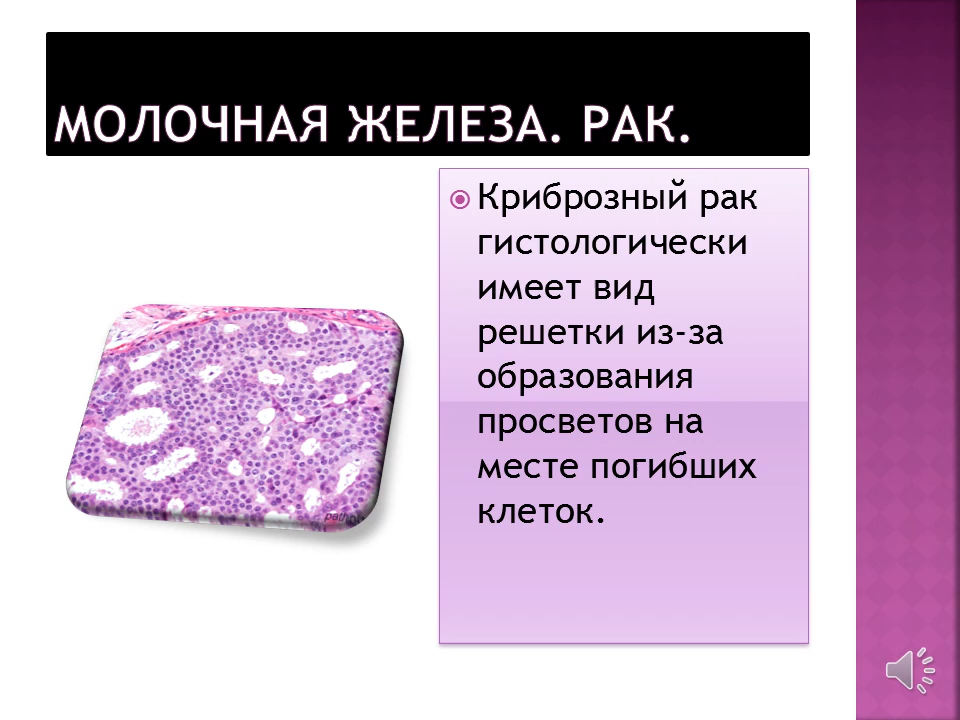 МОЛОЧНАЯ ЖЕЛЕЗА. РАК.
Криброзный рак
гистологически
имеет вид
решетки из-за
образования
просветов на
месте погибших
клеток.